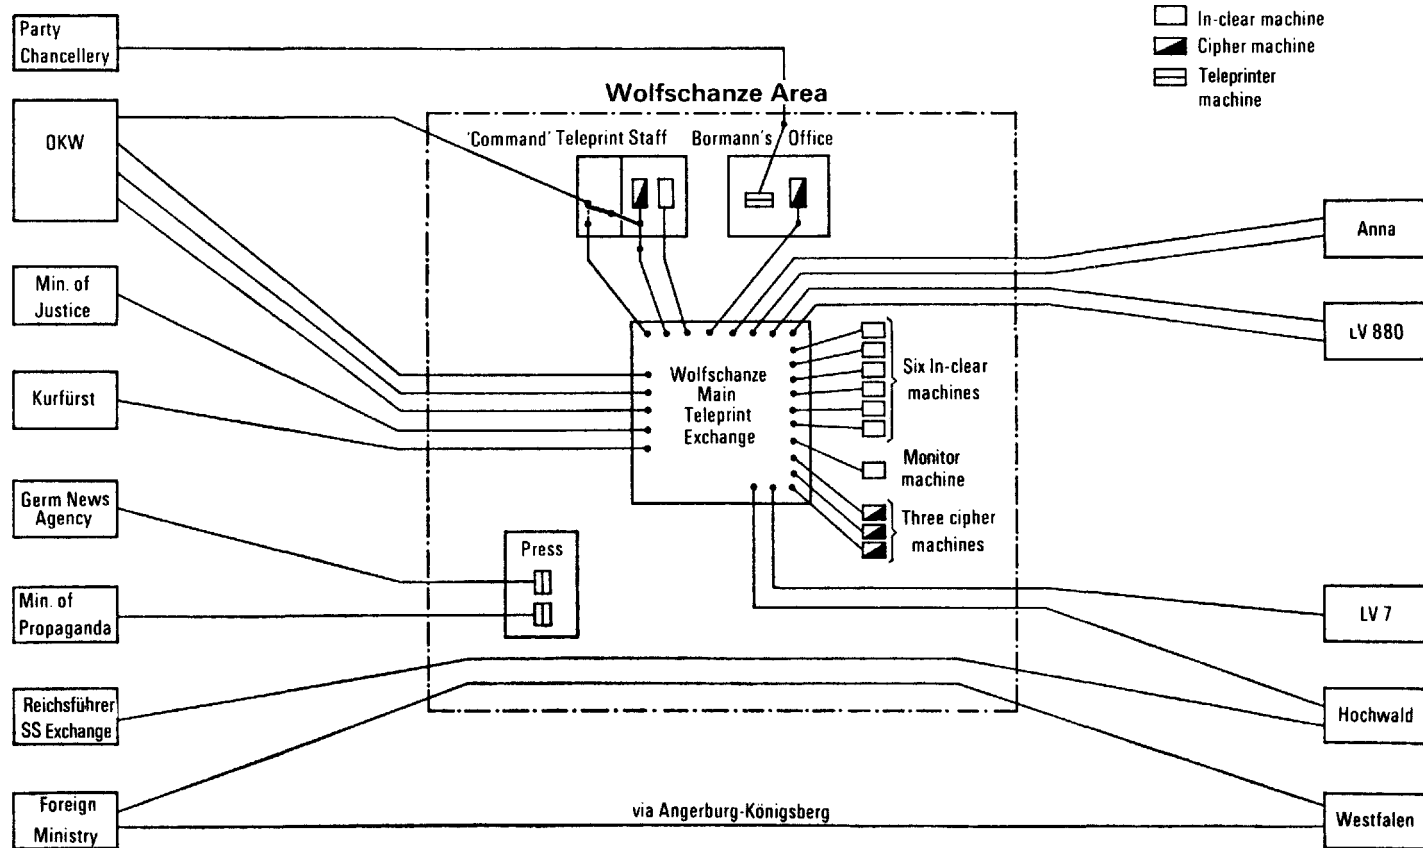 Party
Chancellery
In-clear machine
Cipher machine
Teleprinter
machine
Wolfschanze Area
OKW
'Command' Teleprint Staff
Bormann's Office
Anna
Min. of
Justice
LV 880
Kurfürst
Wolfschanze
Main
Teleprint
Exchange
Six In-clear
machines
Monitor
machine
Germ News
Agency
Three cipher
machines
Press
Min. of
Propaganda
LV 7
Reichsführer
SS Exchange
Hochwald
Foreign
Ministry
via Angerburg-Königsberg
Westfalen